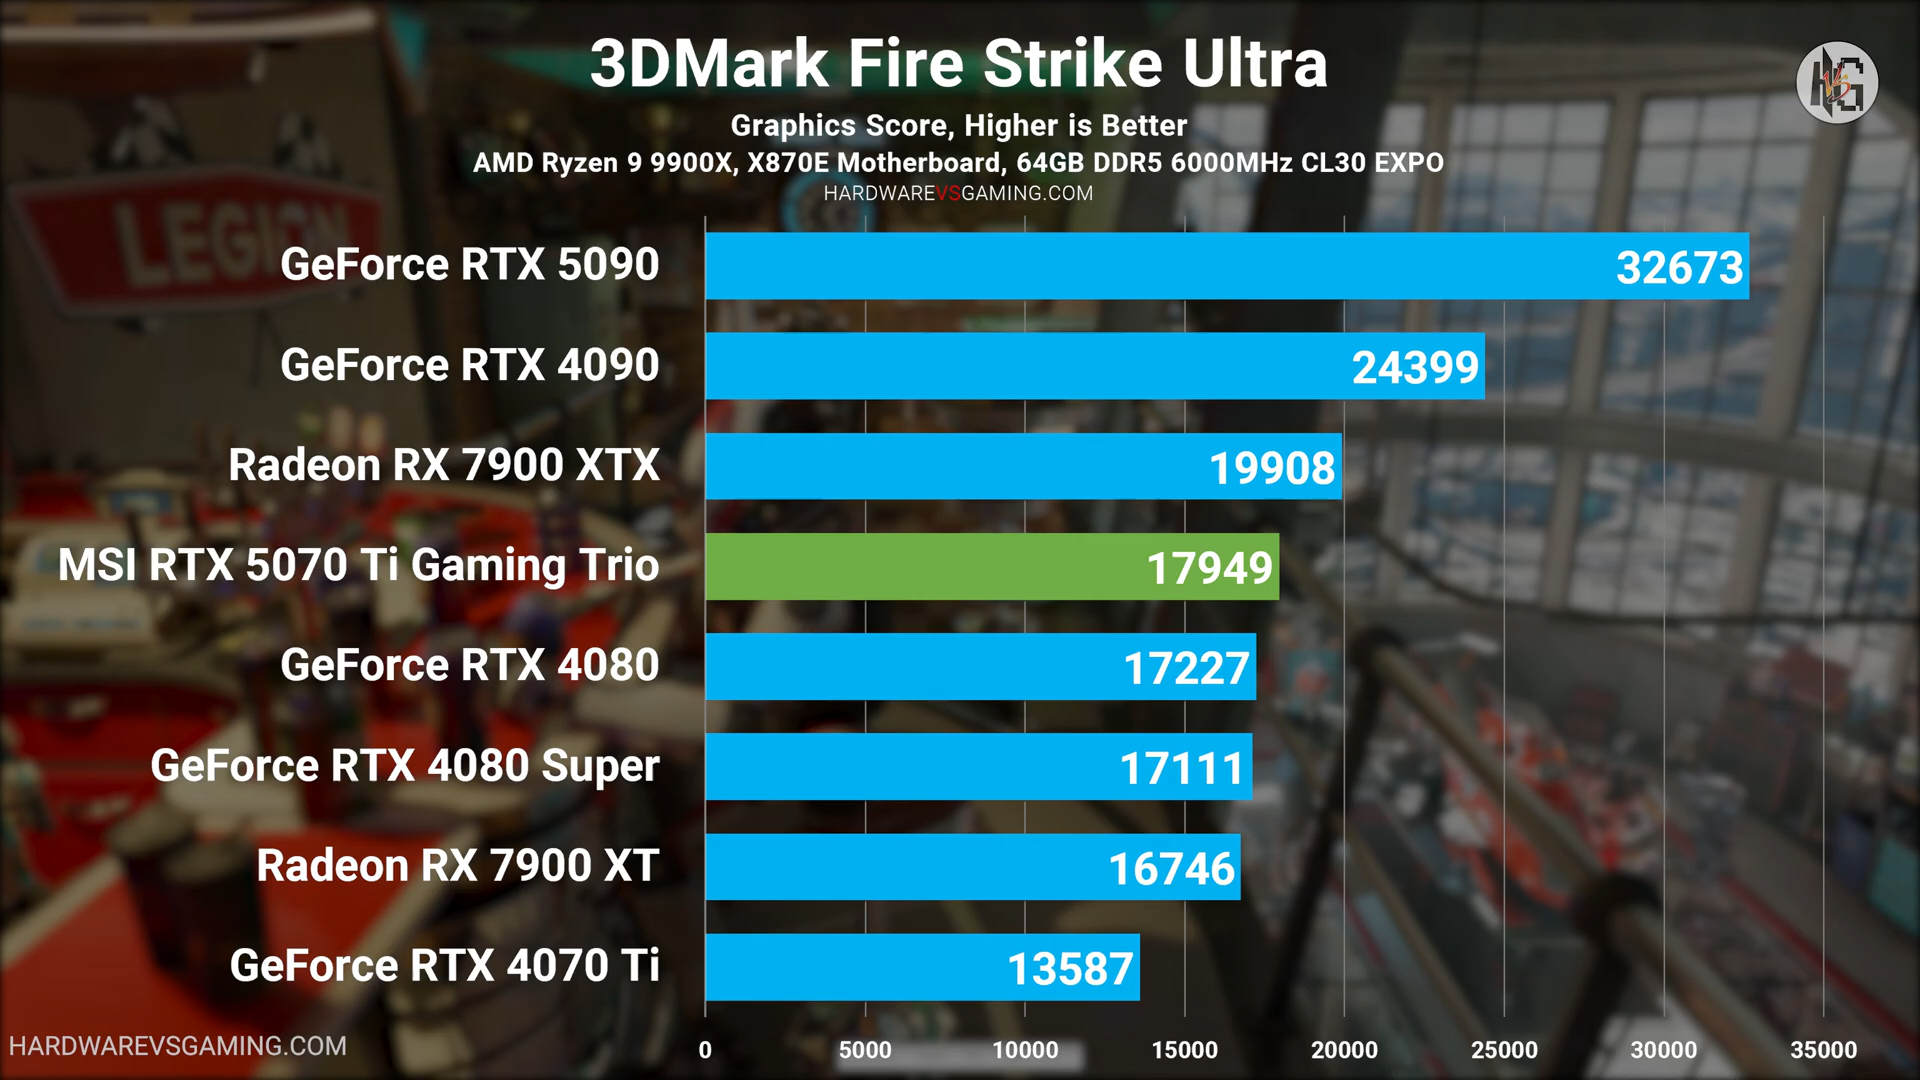 3DMark Fire Strike Ultra
Graphics Score, Higher is Better
AMD Ryzen 9 9900X, X870E Motherboard, 64GB DDR5 6000MHz CL30 EXPO
HARDWAREVSGAMING.COM
LEGION
GeForce RTX 5090 32673
GeForce RTX 4090 24399
Radeon RX 7900 XTX 19908
MSI RTX 5070 Ti Gaming Trio 17949
GeForce RTX 4080 17227
GeForce RTX 4080 Super 17111
Radeon RX 7900 XT 16746
GeForce RTX 4070 Ti 13587
0 5000 10000 15000 20000 25000 30000 35000
HARDWAREVSGAMING.COM